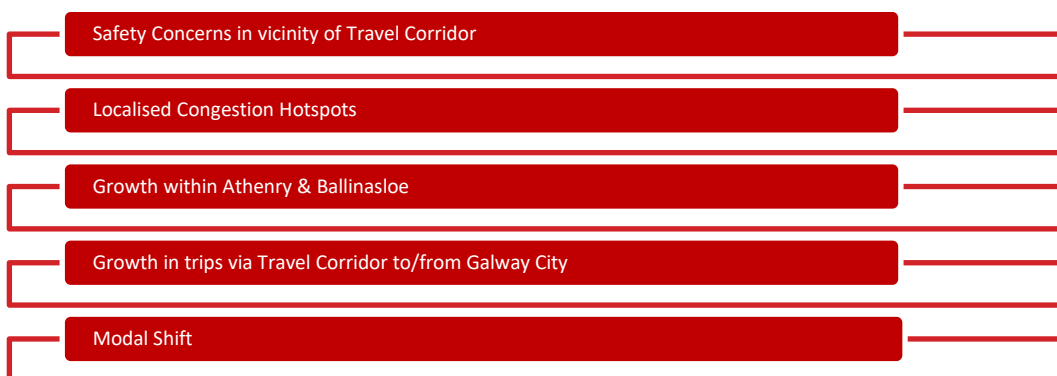 Safety Concerns in vicinity of Travel Corridor
Localised Congestion Hotspots
Growth within Athenry & Ballinasloe
Growth in trips via Travel Corridor to/from Galway City
Modal Shift